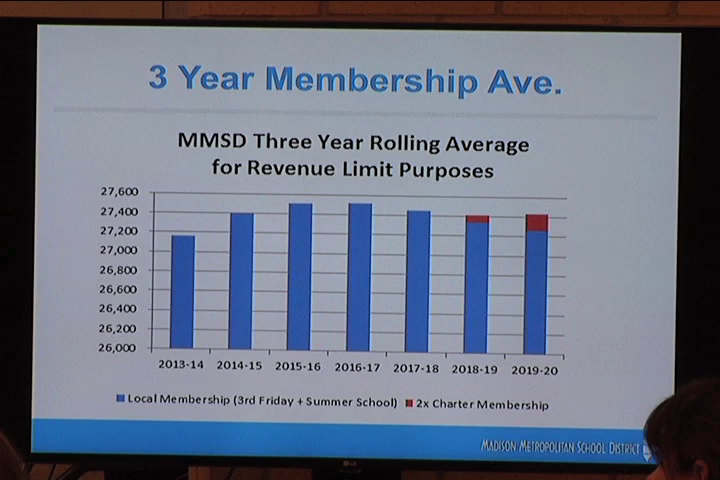 3 Year Membership Ave.
MMSD Three Year Rolling Average
for Revenue Limit Purposes
27,600
27,400
27,200
27,000
26,800
26,600
26,400
26,200
26,000
2013-14 2014-15 2015-16 2016-17 2017-18 2018-19 2019-20
Local Membership (3rd Friday + Summer School) 2x Charter Membership
MADISON METROPOLITAN SCHOOL DISTRICT
LG